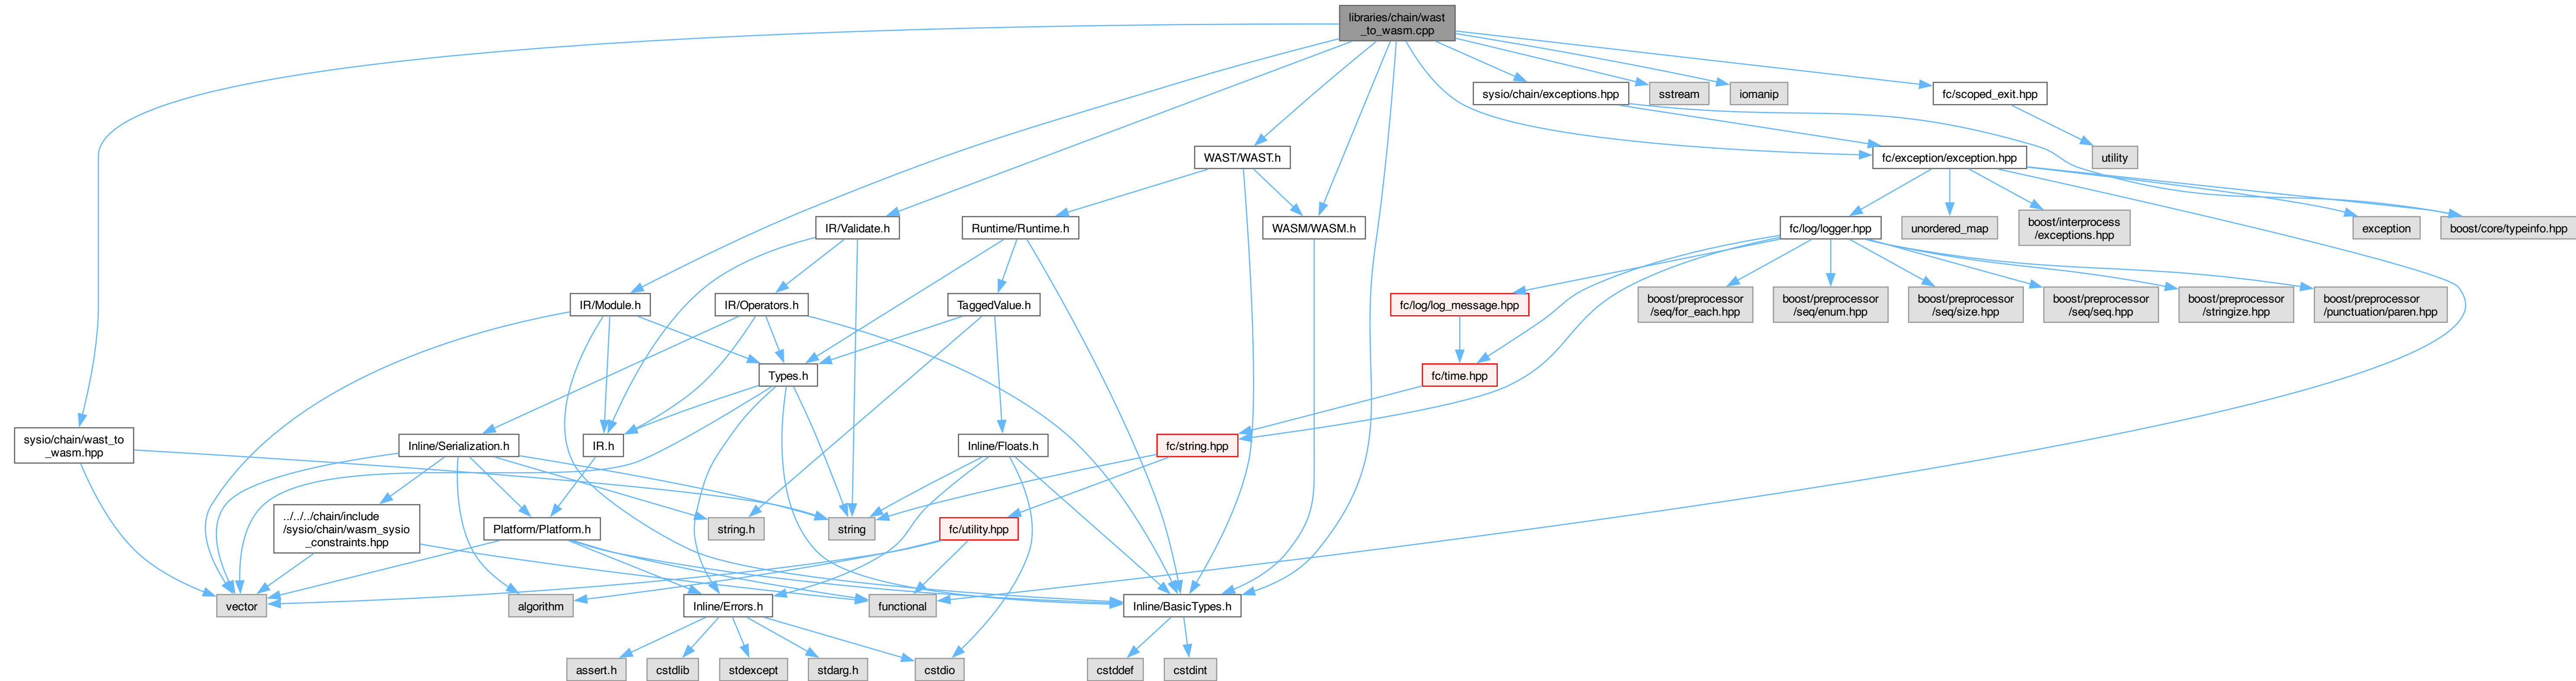 libraries/chain/wast
_to_wasm.cpp
sysio/chain/exceptions.hpp
sstream
iomanip
fc/scoped_exit.hpp
WAST/WAST.h
fc/exception/exception.hpp
utility
IR/Validate.h
Runtime/Runtime.h
WASM/WASM.h
fc/log/logger.hpp
unordered_map
boost/interprocess
/exceptions.hpp
exception
boost/core/typeinfo.hpp
IR/Module.h
IR/Operators.h
TaggedValue.h
fc/log/log_message.hpp
boost/preprocessor
/seq/for_each.hpp
boost/preprocessor
/seq/enum.hpp
boost/preprocessor
/seq/size.hpp
boost/preprocessor
/seq/seq.hpp
boost/preprocessor
/stringize.hpp
boost/preprocessor
/punctuation/paren.hpp
Types.h
fc/time.hpp
sysio/chain/wast_to
_wasm.hpp
Inline/Serialization.h
IR.h
Inline/Floats.h
fc/string.hpp
../../../chain/include
/sysio/chain/wasm_sysio
_constraints.hpp
Platform/Platform.h
string.h
string
fc/utility.hpp
vector
algorithm
Inline/Errors.h
functional
Inline/BasicTypes.h
assert.h
cstdlib
stdexcept
stdarg.h
cstdio
cstddef
cstdint